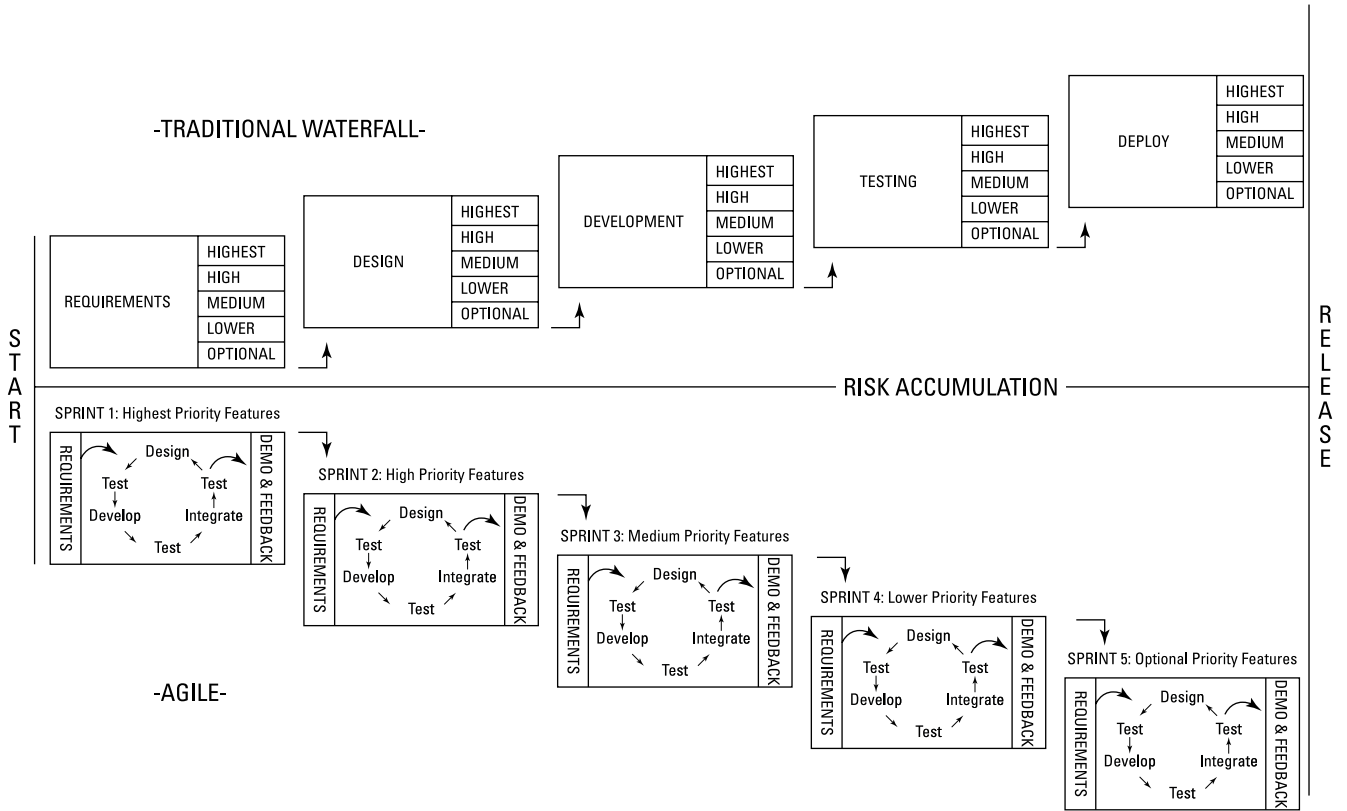 -TRADITIONAL WATERFALL-
START
REQUIREMENTS
HIGHEST
HIGH
MEDIUM
LOWER
OPTIONAL
DESIGN
HIGHEST
HIGH
MEDIUM
LOWER
OPTIONAL
DEVELOPMENT
HIGHEST
HIGH
MEDIUM
LOWER
OPTIONAL
TESTING
HIGHEST
HIGH
MEDIUM
LOWER
OPTIONAL
DEPLOY
HIGHEST
HIGH
MEDIUM
LOWER
OPTIONAL
RELEASE
RISK ACCUMULATION
SPRINT 1: Highest Priority Features
REQUIREMENTS
Design
Test
Develop
Test
Integrate
Test
DEMO & FEEDBACK
SPRINT 2: High Priority Features
REQUIREMENTS
Design
Test
Develop
Test
Integrate
Test
DEMO & FEEDBACK
SPRINT 3: Medium Priority Features
REQUIREMENTS
Design
Test
Develop
Test
Integrate
Test
DEMO & FEEDBACK
SPRINT 4: Lower Priority Features
REQUIREMENTS
Design
Test
Develop
Test
Integrate
Test
DEMO & FEEDBACK
SPRINT 5: Optional Priority Features
REQUIREMENTS
Design
Test
Develop
Test
Integrate
Test
DEMO & FEEDBACK
-AGILE-